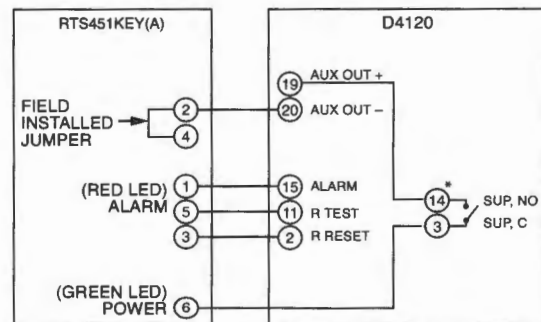 RTS451KEY(A)
D4120
19 AUX OUT +
FIELD
INSTALLED
JUMPER
2
20 AUX OUT –
4
(RED LED)
ALARM
1
15 ALARM
14 * SUP, NO
5
11 R TEST
3 SUP, C
3
2 R RESET
(GREEN LED)
POWER
6